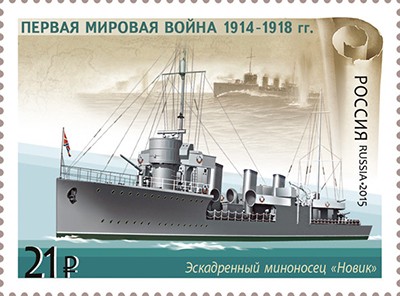 ПЕРВАЯ МИРОВАЯ ВОЙНА 1914-1918 гг.
РОССИЯ
RUSSIA•2015
21 ₽
Эскадренный миноносец «Новик»